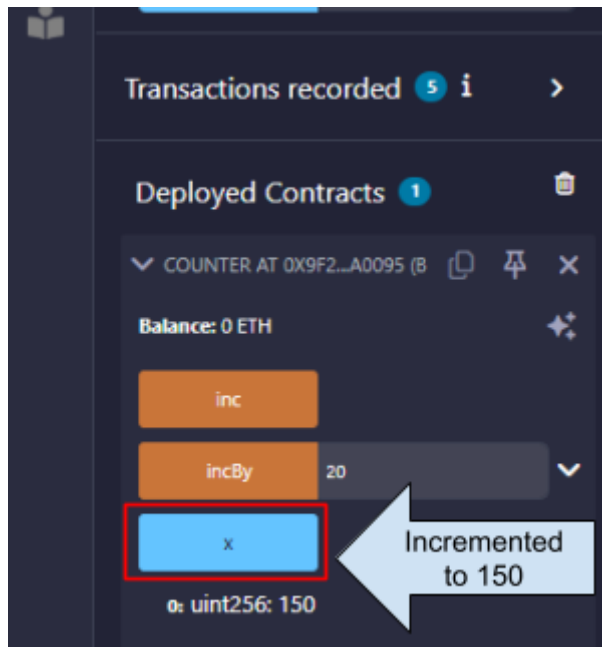 Transactions recorded 5 i
Deployed Contracts 1
COUNTER AT 0X9F2...A0095 (B
Balance: 0 ETH
inc
incBy 20
x
Incremented
to 150
0: uint256: 150